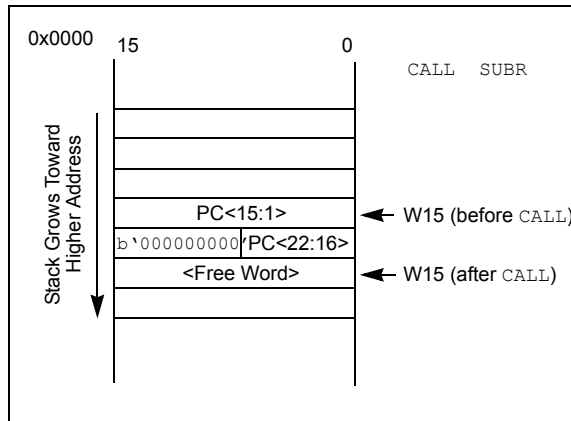 0x0000
15 0
CALL SUBR
Stack Grows Toward
Higher Address
PC<15:1>
W15 (before CALL)
b‘000000000’ PC<22:16>
<Free Word>
W15 (after CALL)